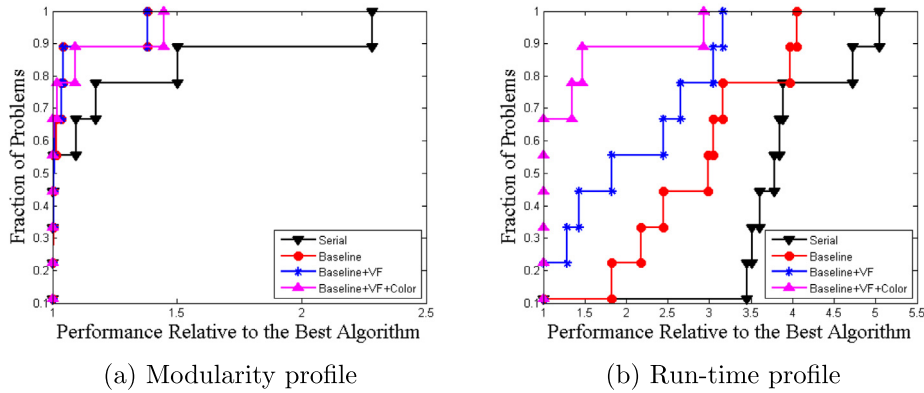 1
0.9
0.8
0.7
0.6
0.5
0.4
0.3
0.2
0.1
Fraction of Problems
1
1.5
2
2.5
Performance Relative to the Best Algorithm
Serial
Baseline
Baseline+VF
Baseline+VF+Color
(a) Modularity profile
1
0.9
0.8
0.7
0.6
0.5
0.4
0.3
0.2
0.1
Fraction of Problems
1
1.5
2
2.5
3
3.5
4
4.5
5
5.5
Performance Relative to the Best Algorithm
Serial
Baseline
Baseline+VF
Baseline+VF+Color
(b) Run-time profile